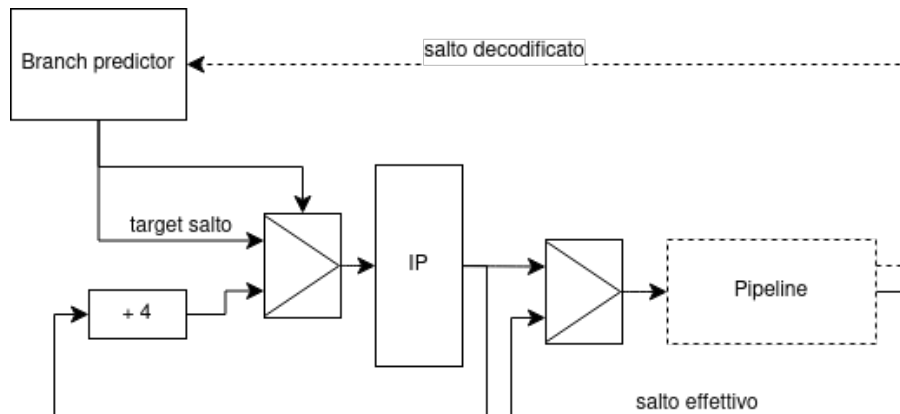 salto decodificato
Branch predictor
target salto
+ 4
IP
Pipeline
salto effettivo